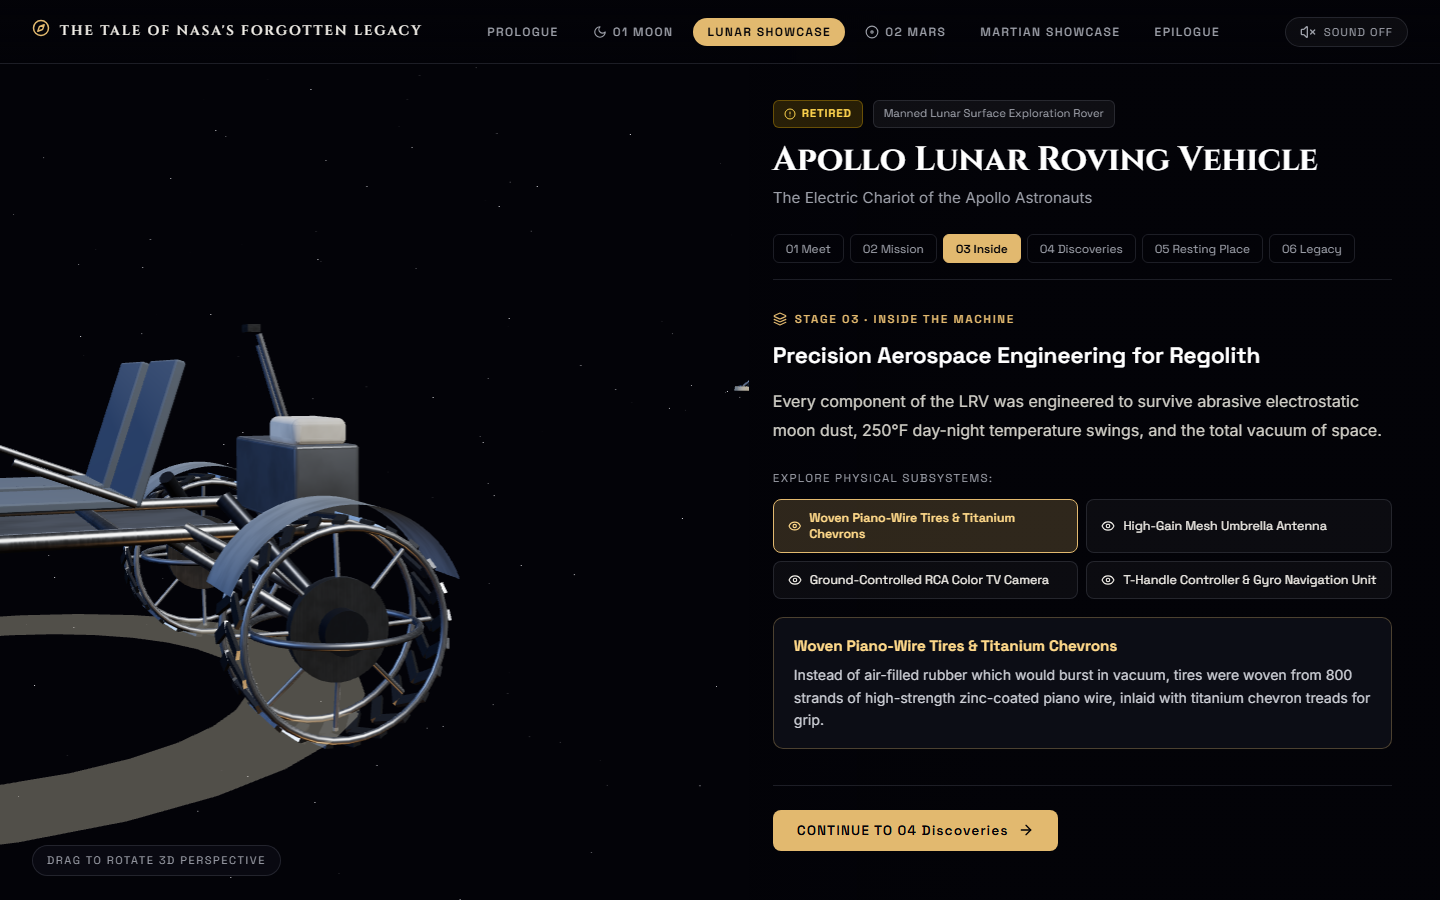 THE TALE OF NASA'S FORGOTTEN LEGACY
PROLOGUE
01 MOON
LUNAR SHOWCASE
02 MARS
MARTIAN SHOWCASE
EPILOGUE
SOUND OFF
RETIRED
Manned Lunar Surface Exploration Rover
Apollo Lunar Roving Vehicle
The Electric Chariot of the Apollo Astronauts
01 Meet
02 Mission
03 Inside
04 Discoveries
05 Resting Place
06 Legacy
STAGE 03 · INSIDE THE MACHINE
Precision Aerospace Engineering for Regolith
Every component of the LRV was engineered to survive abrasive electrostatic
moon dust, 250°F day-night temperature swings, and the total vacuum of space.
EXPLORE PHYSICAL SUBSYSTEMS:
Woven Piano-Wire Tires & Titanium
Chevrons
High-Gain Mesh Umbrella Antenna
Ground-Controlled RCA Color TV Camera
T-Handle Controller & Gyro Navigation Unit
Woven Piano-Wire Tires & Titanium Chevrons
Instead of air-filled rubber which would burst in vacuum, tires were woven from 800
strands of high-strength zinc-coated piano wire, inlaid with titanium chevron treads for
grip.
CONTINUE TO 04 Discoveries
DRAG TO ROTATE 3D PERSPECTIVE